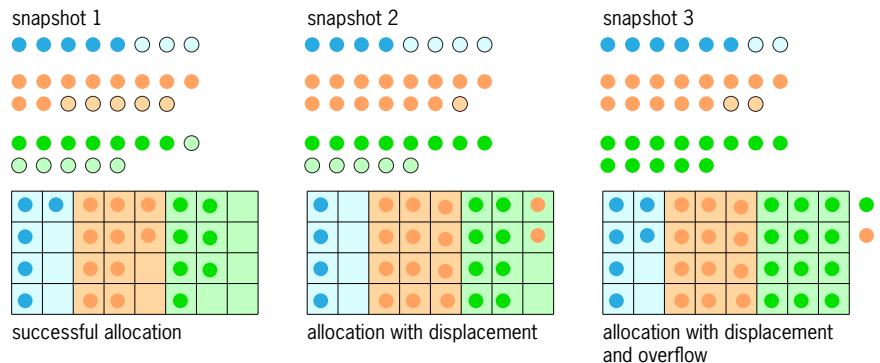 snapshot 1
snapshot 2
snapshot 3
successful allocation
allocation with displacement
allocation with displacement
and overflow